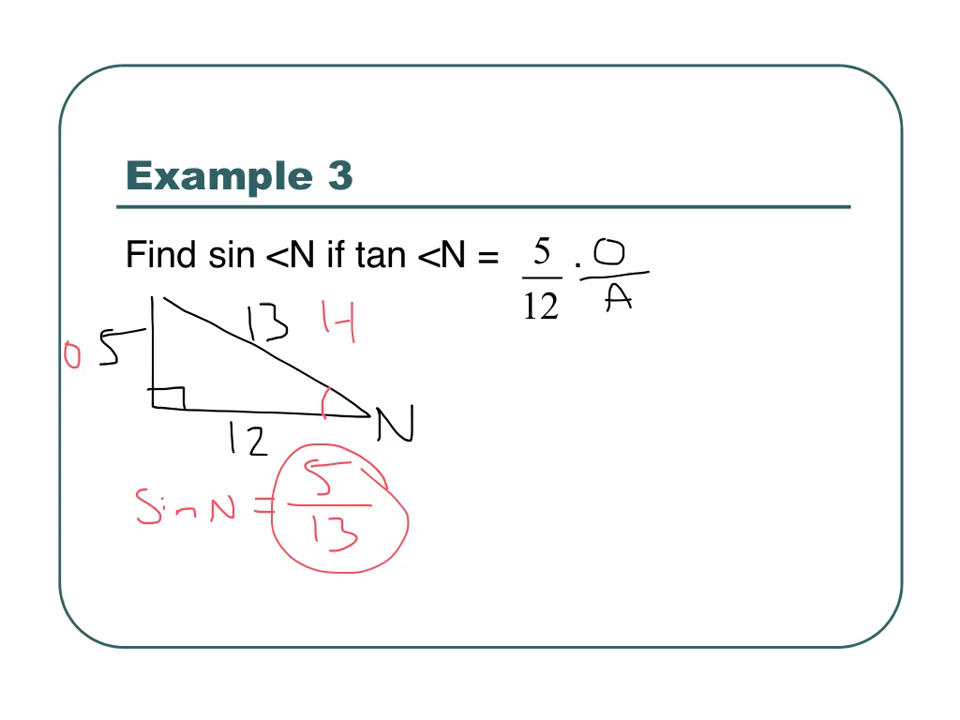 Example 3
Find sin <N if tan <N = 5/12 . O/A
13 H
O 5
N
12
sin N = 5/13